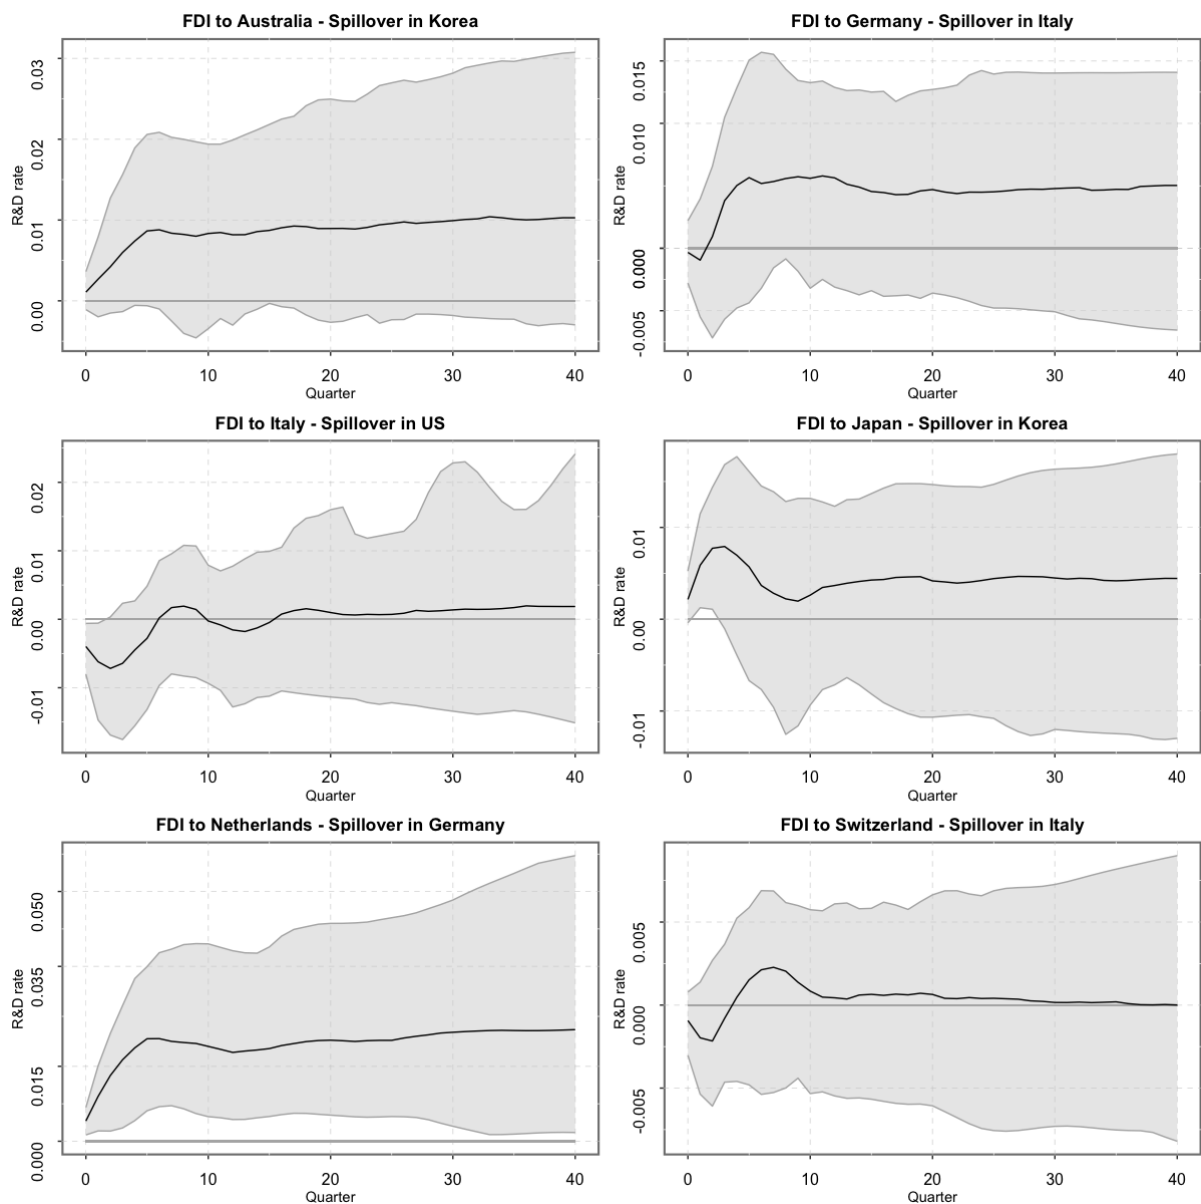 FDI to Australia - Spillover in Korea
R&D rate
0.03
0.02
0.01
0.00
0 10 20 30 40
Quarter
FDI to Germany - Spillover in Italy
R&D rate
0.015
0.010
0.000
-0.005
0 10 20 30 40
Quarter
FDI to Italy - Spillover in US
R&D rate
0.02
0.01
0.00
-0.01
0 10 20 30 40
Quarter
FDI to Japan - Spillover in Korea
R&D rate
0.01
0.00
-0.01
0 10 20 30 40
Quarter
FDI to Netherlands - Spillover in Germany
R&D rate
0.050
0.035
0.015
0.000
0 10 20 30 40
Quarter
FDI to Switzerland - Spillover in Italy
R&D rate
0.005
0.000
-0.005
0 10 20 30 40
Quarter